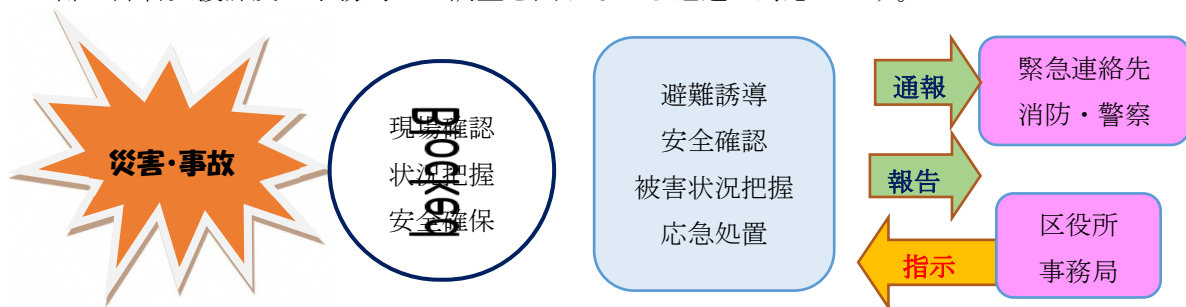 災害･事故
現場確認
状況把握
安全確保
Blocked
避難誘導
安全確認
被害状況把握
応急処置
通報
報告
指示
緊急連絡先
消防・警察
区役所
事務局